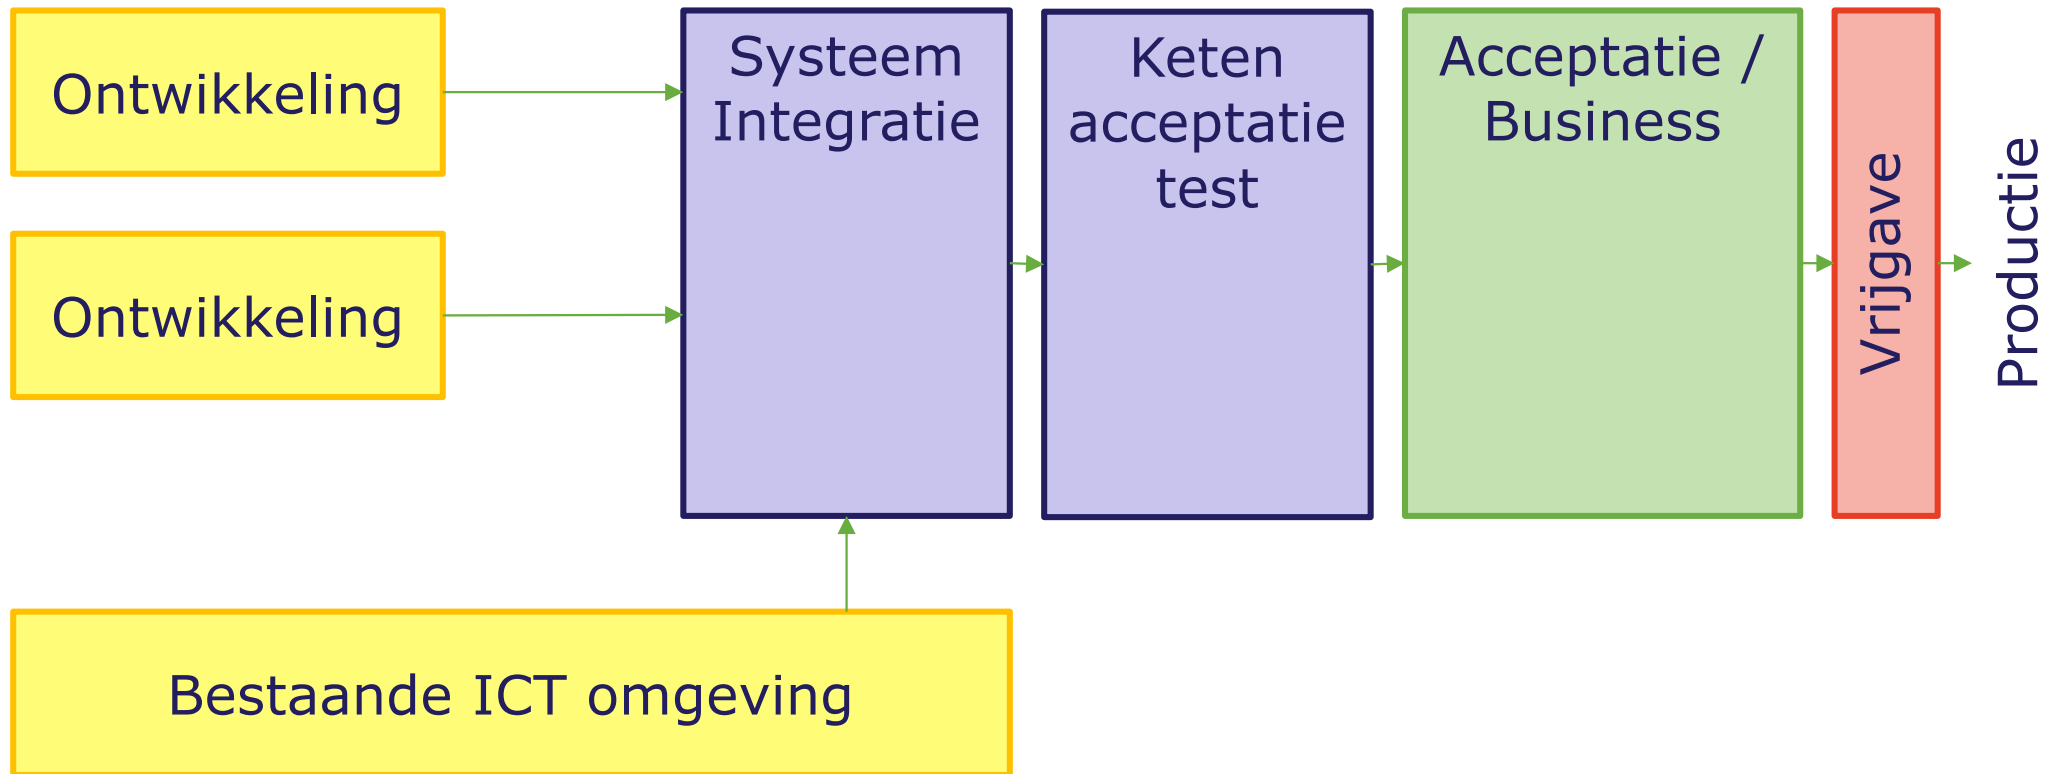 Ontwikkeling
Ontwikkeling
Systeem
Integratie
Keten
acceptatie
test
Acceptatie /
Business
Vrijgave
Productie
Bestaande ICT omgeving